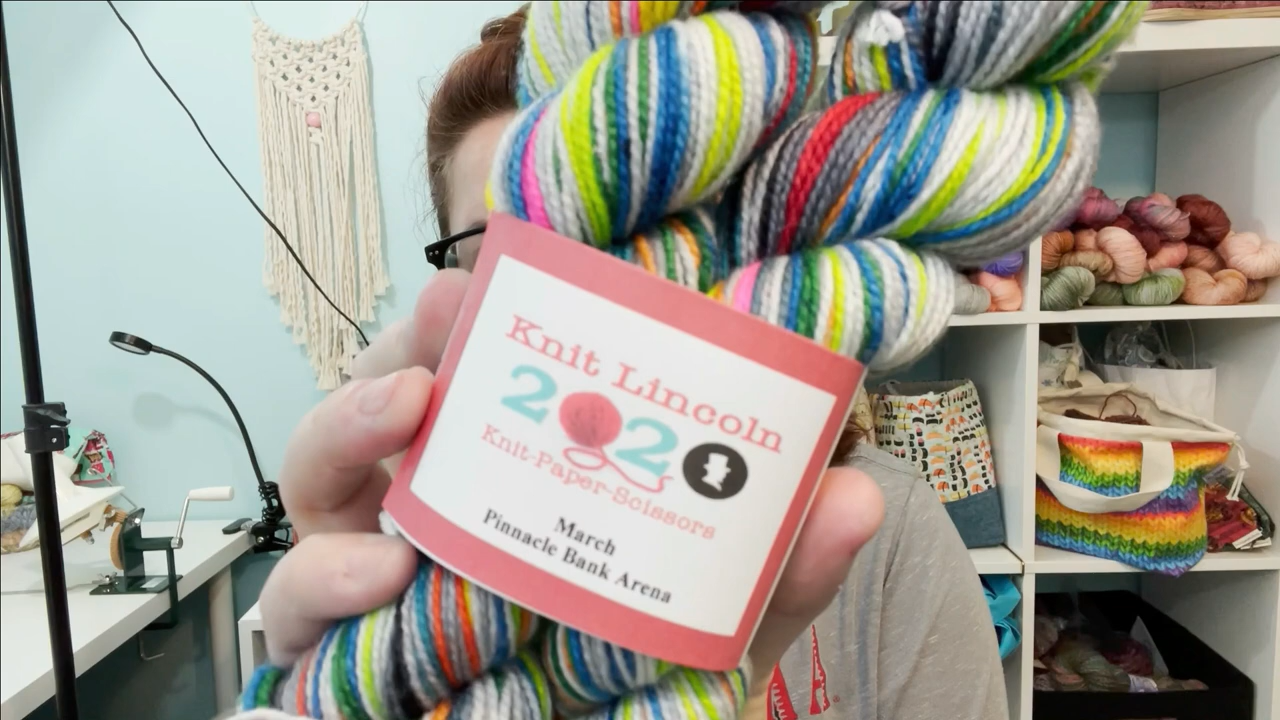 Knit Lincoln
2020
Knit-Paper-Scissors
March
Pinnacle Bank Arena